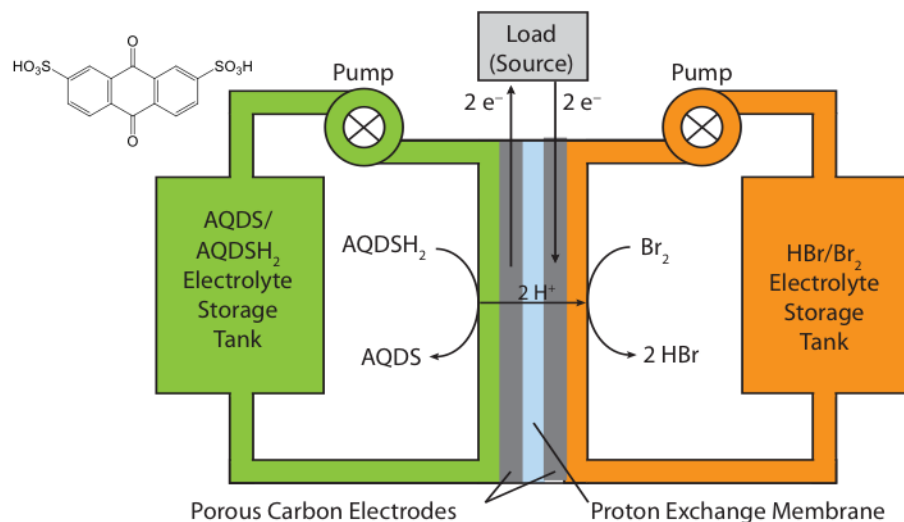 O
HO₃S
SO₃H
O
Pump
Load
(Source)
Pump
2 e⁻
2 e⁻
AQDS/
AQDSH₂
Electrolyte
Storage
Tank
AQDSH₂
AQDS
2 H⁺
Br₂
2 HBr
HBr/Br₂
Electrolyte
Storage
Tank
Porous Carbon Electrodes
Proton Exchange Membrane